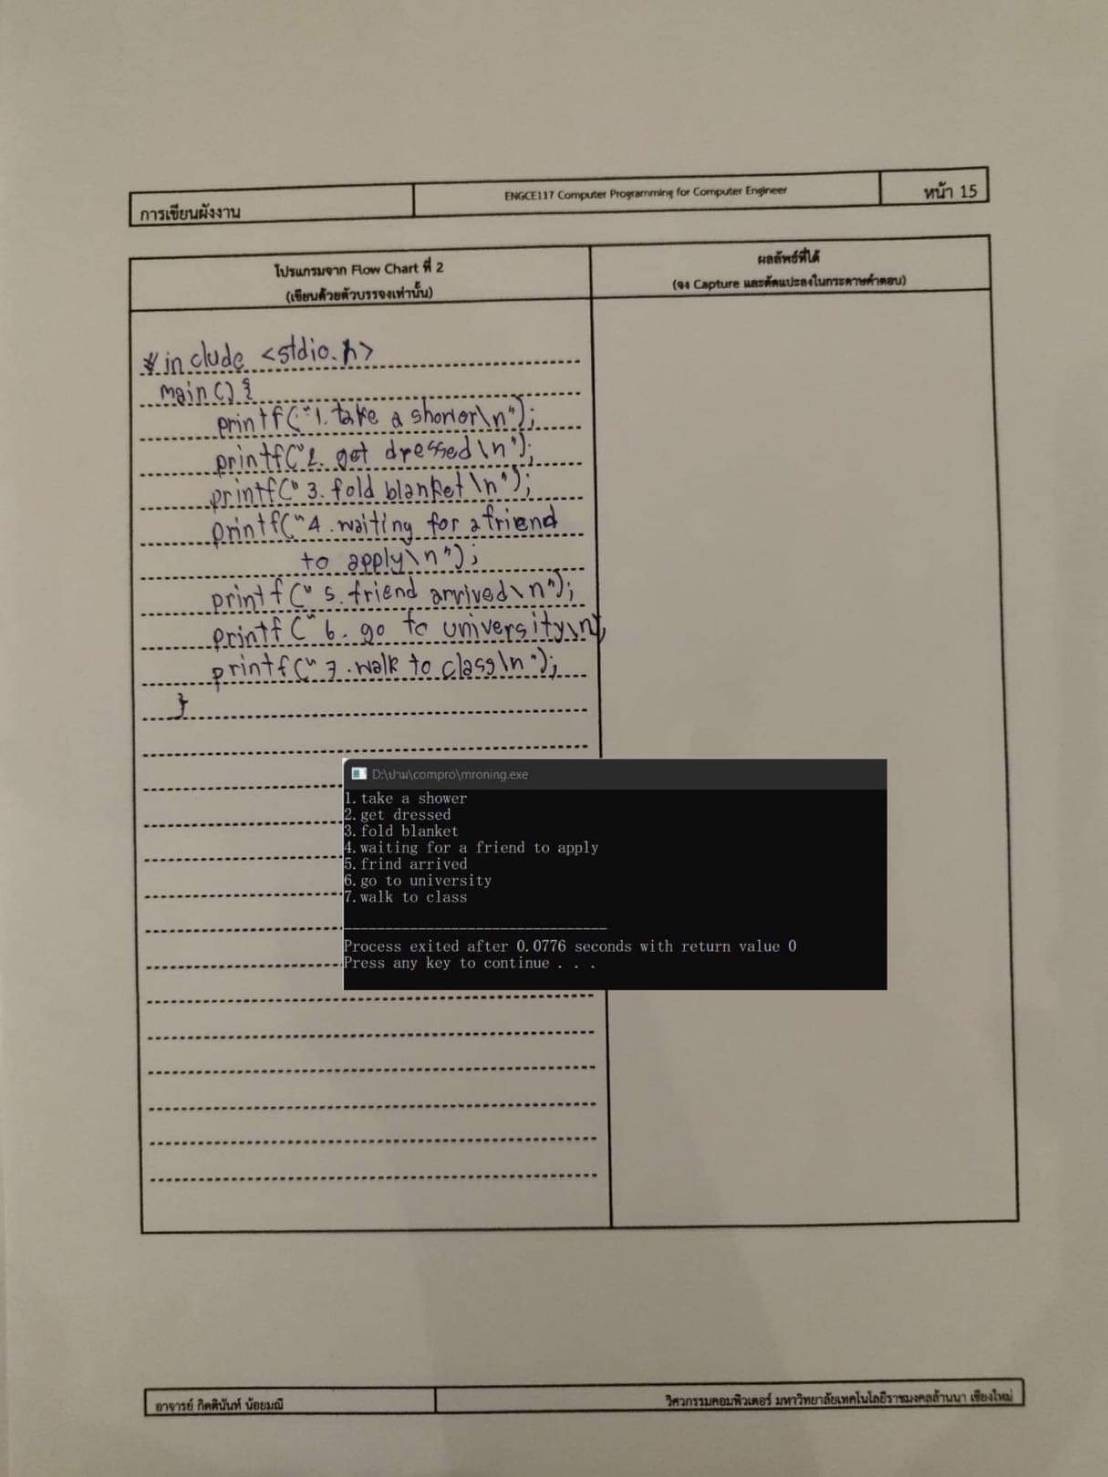 การเขียนผังงาน
ENGCE117 Computer Programming for Computer Engineer
หน้า 15
โปรแกรมจาก Flow Chart ที่ 2
(เขียนด้วยตัวบรรจงเท่านั้น)
ผลลัพธ์ที่ได้
(จง Capture และตัดแปะลงในกระดาษคำตอบ)
#include <stdio.h>
main(){
printf("1.take a shower\n");
printf("2. get dressed\n");
printf("3.fold blanket\n");
printf("4.waiting for a friend
to apply\n");
printf("5.friend arrived\n");
printf("6. go to university\n);
printf("7.walk to class\n");
}
D:\ปาม\compro\mroning.exe
1.take a shower
2.get dressed
3.fold blanket
4.waiting for a friend to apply
5.frind arrived
6.go to university
7.walk to class
--------------------------------
Process exited after 0.0776 seconds with return value 0
Press any key to continue . . .
อาจารย์ กิตตินันท์ น้อยมณี
วิศวกรรมคอมพิวเตอร์ มหาวิทยาลัยเทคโนโลยีราชมงคลล้านนา เชียงใหม่